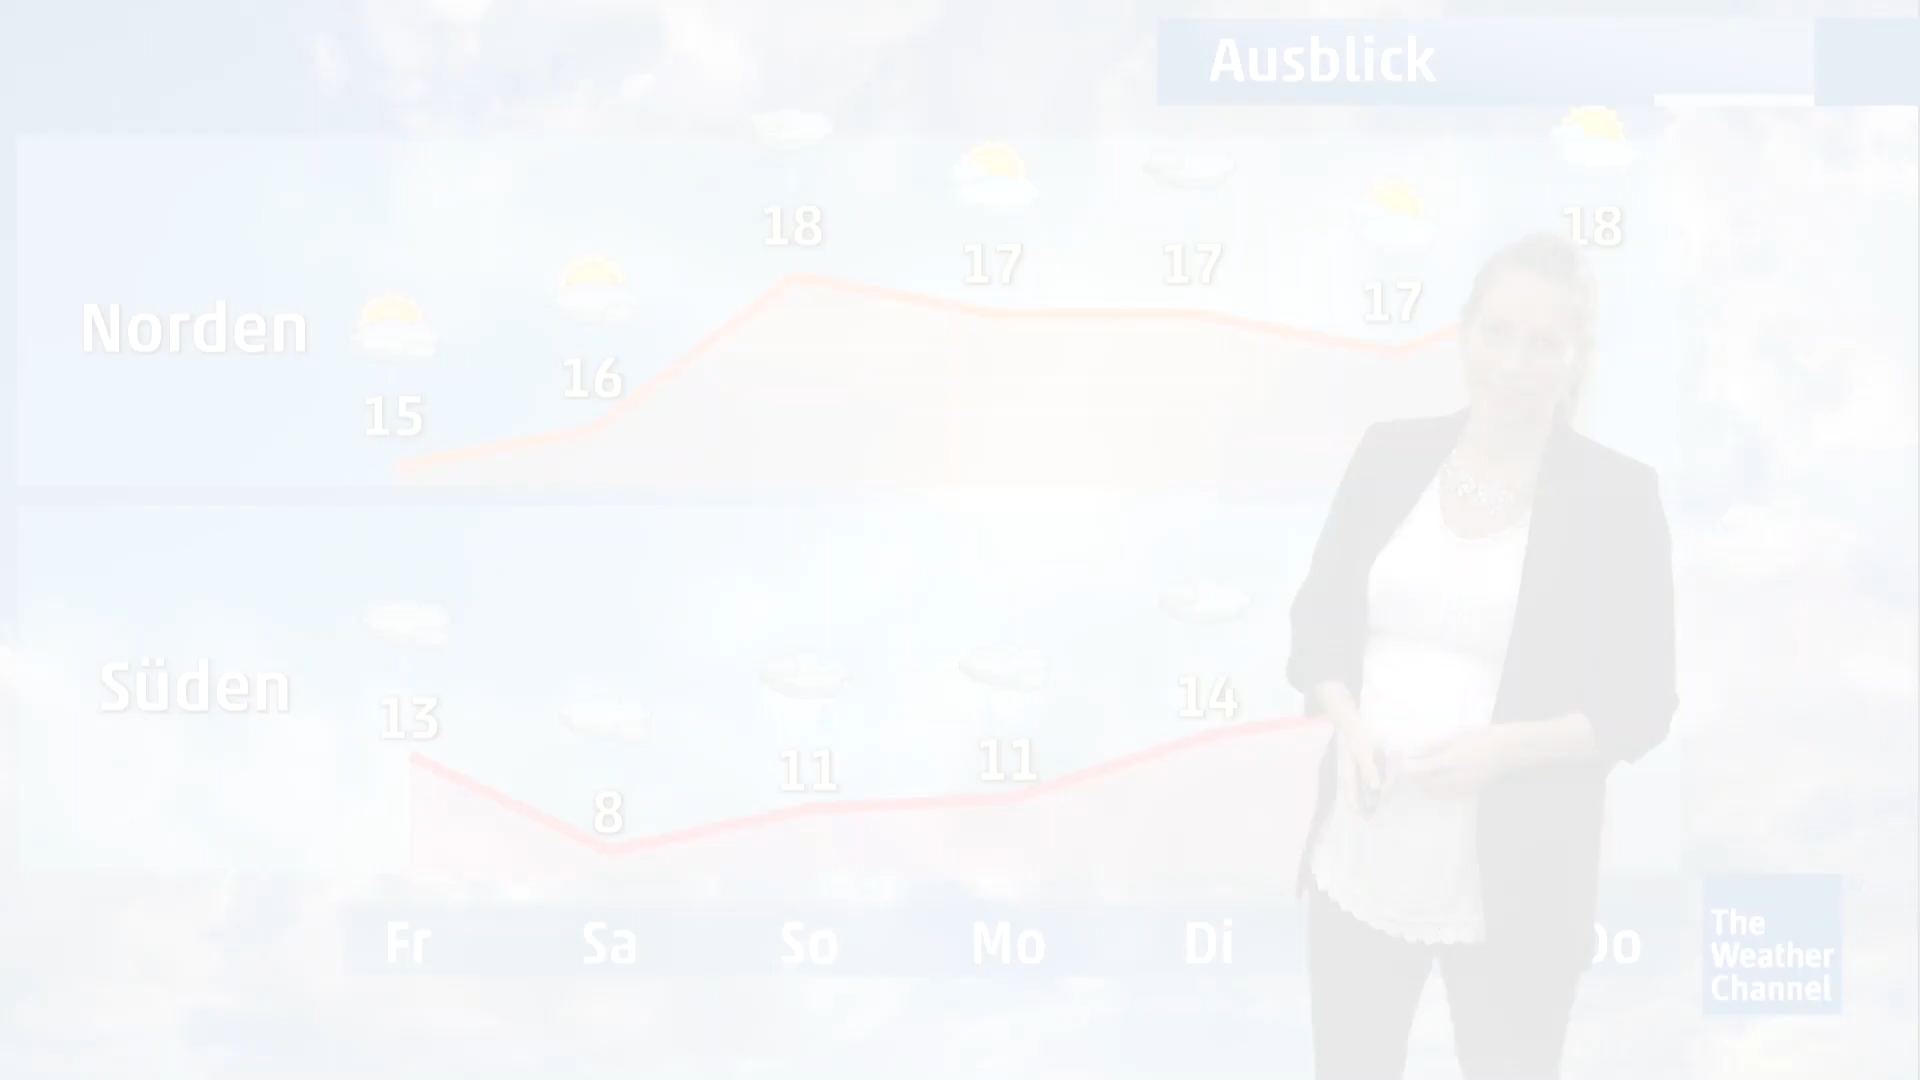 Ausblick
18
17
17
17
18
Norden
15
16
Süden
13
8
11
11
14
Fr
Sa
So
Mo
Di
The
Weather
Channel